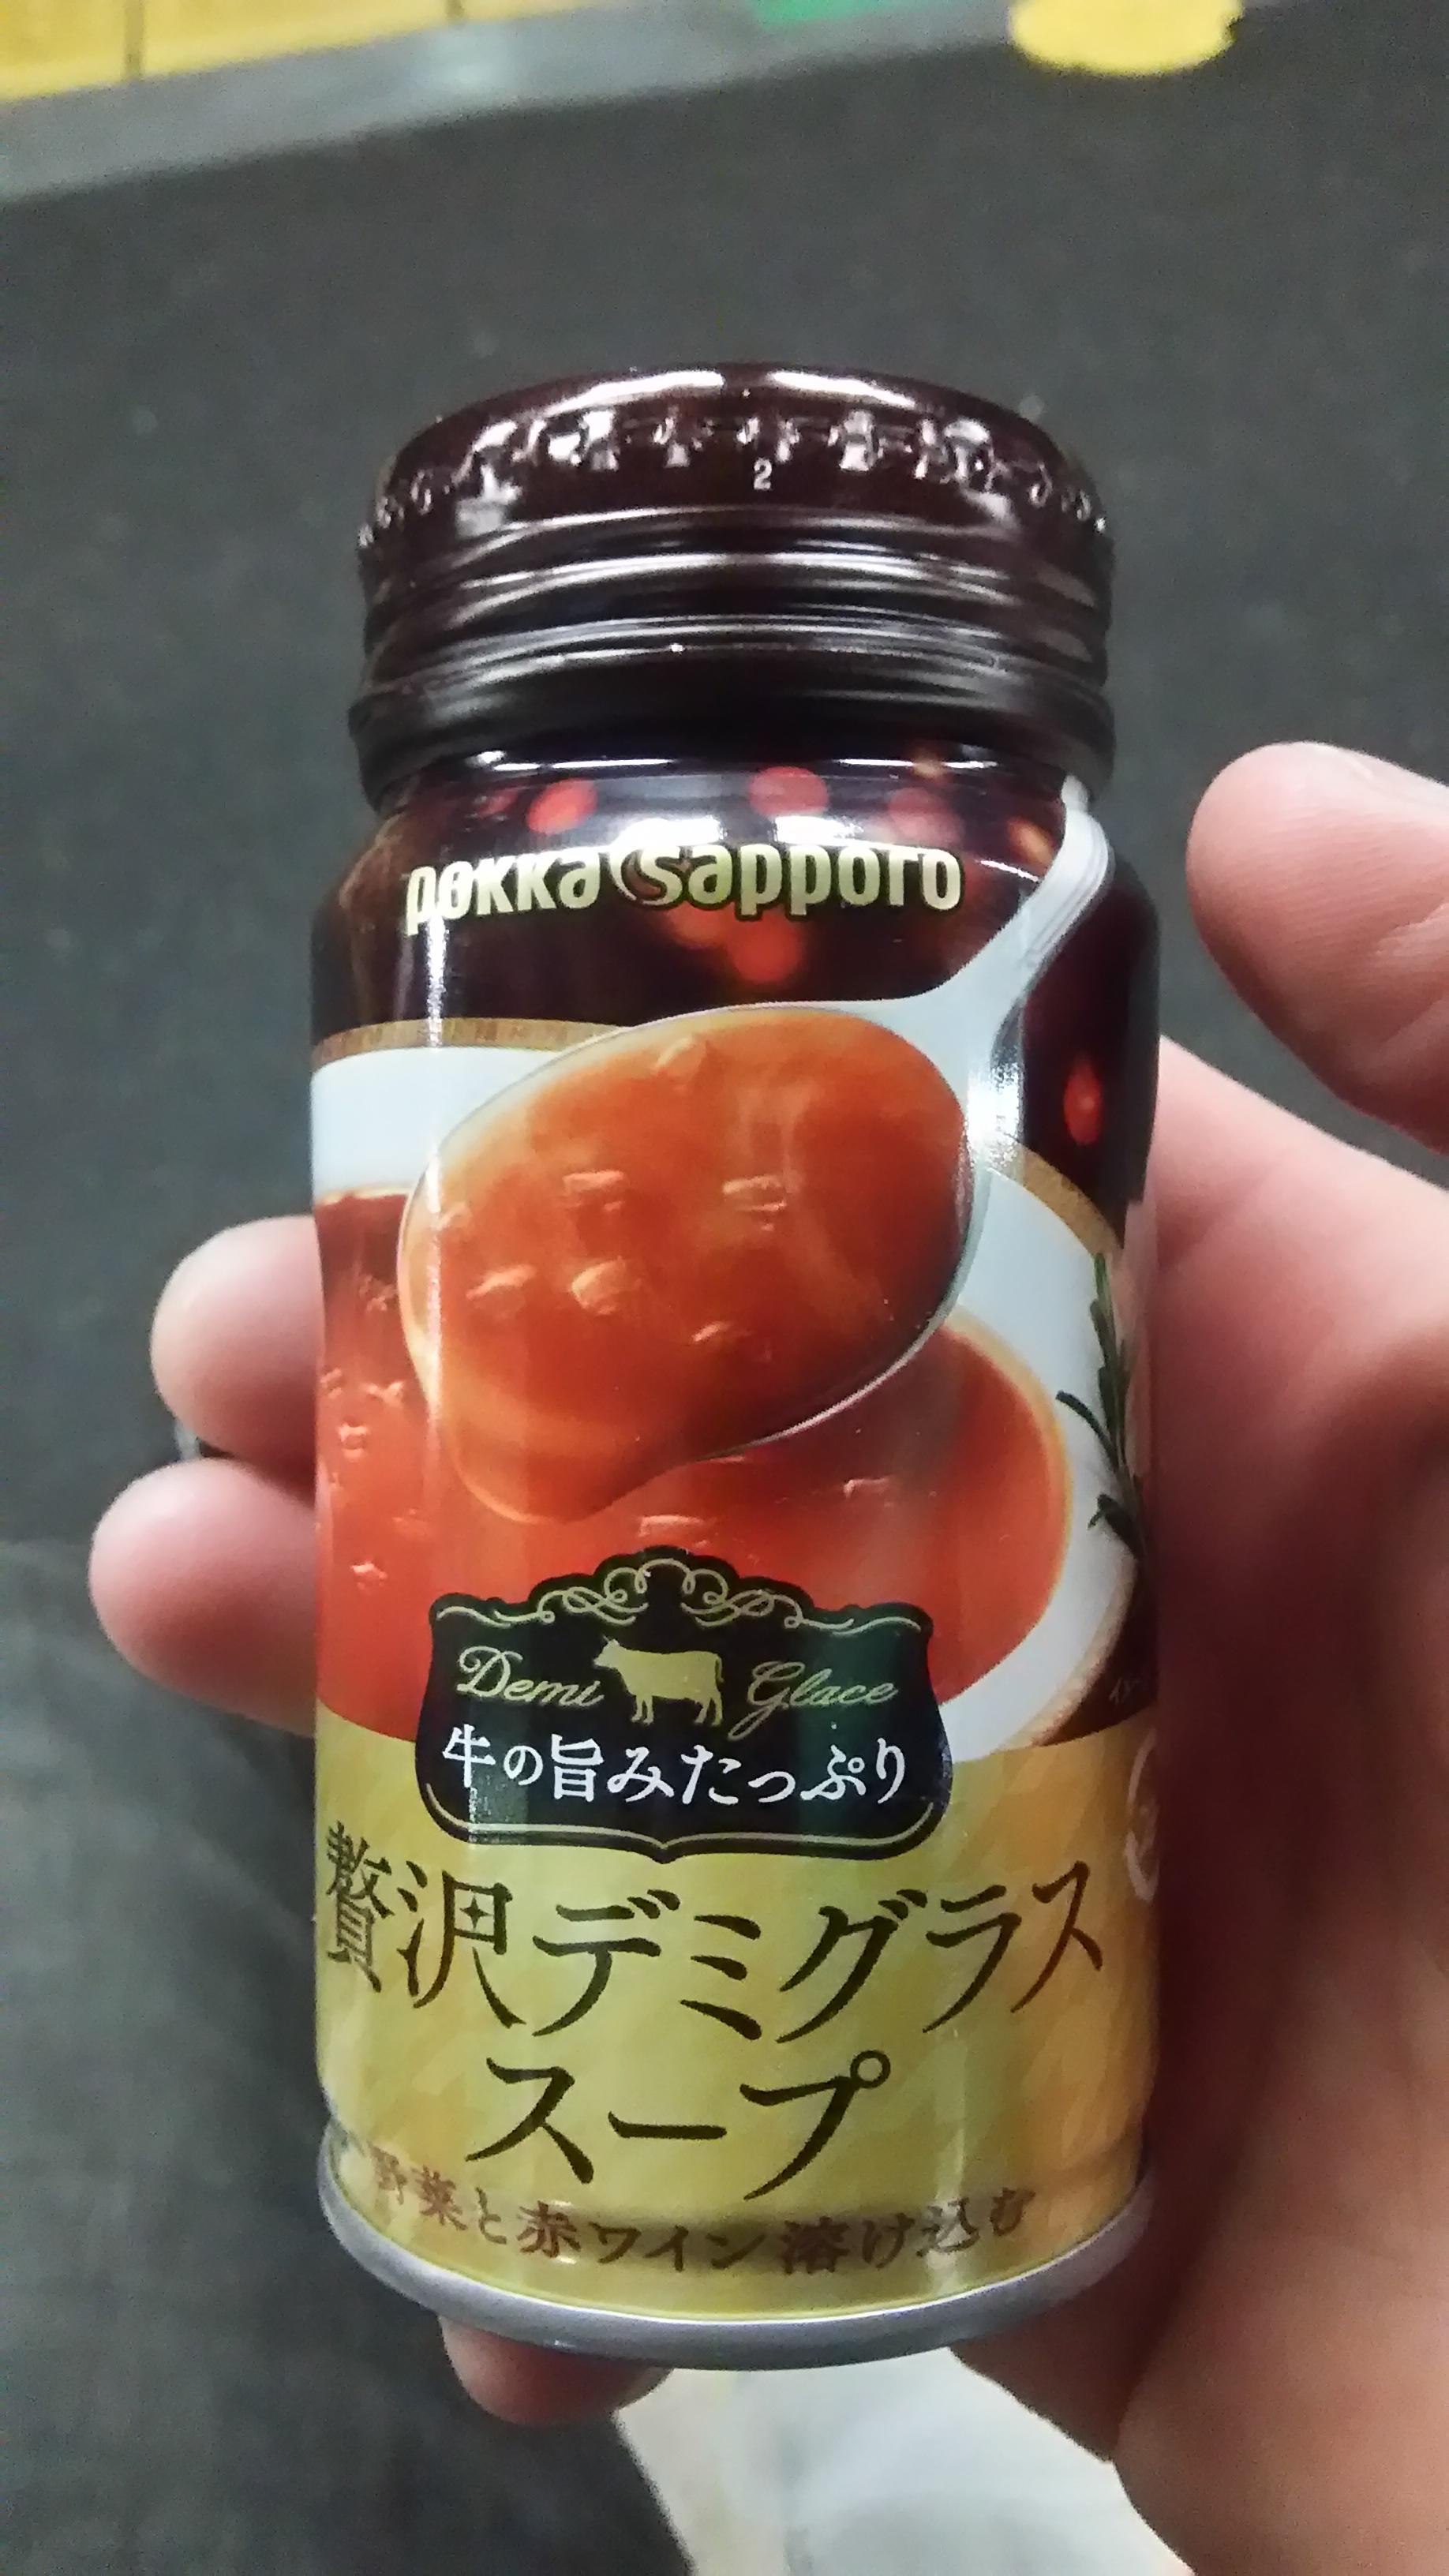 2
pokka sapporo
Demi Glace
牛の旨みたっぷり
贅沢デミグラス
スープ
野菜と赤ワイン溶け込む